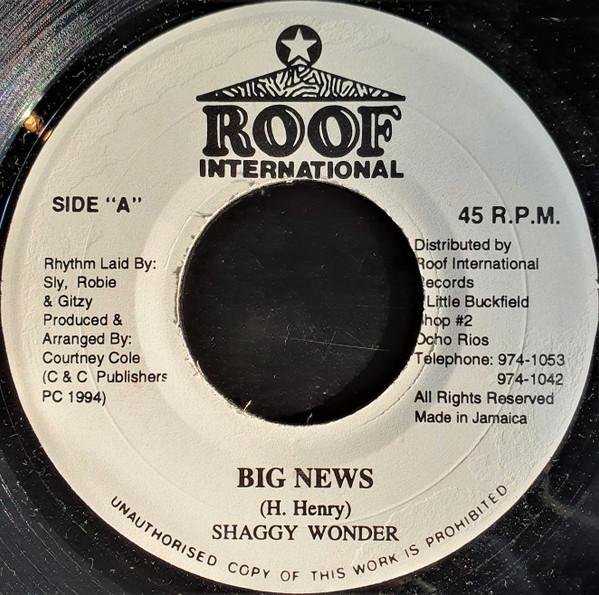 ROOF
INTERNATIONAL
SIDE "A"
45 R.P.M.
Rhythm Laid By:
Sly, Robie
& Gitzy
Produced &
Arranged By:
Courtney Cole
(C & C Publishers
PC 1994)
Distributed by
Roof International
Records
Little Buckfield
Shop #2
Ocho Rios
Telephone: 974-1053
974-1042
All Rights Reserved
Made in Jamaica
BIG NEWS
(H. Henry)
SHAGGY WONDER
UNAUTHORISED COPY OF THIS WORK IS PROHIBITED